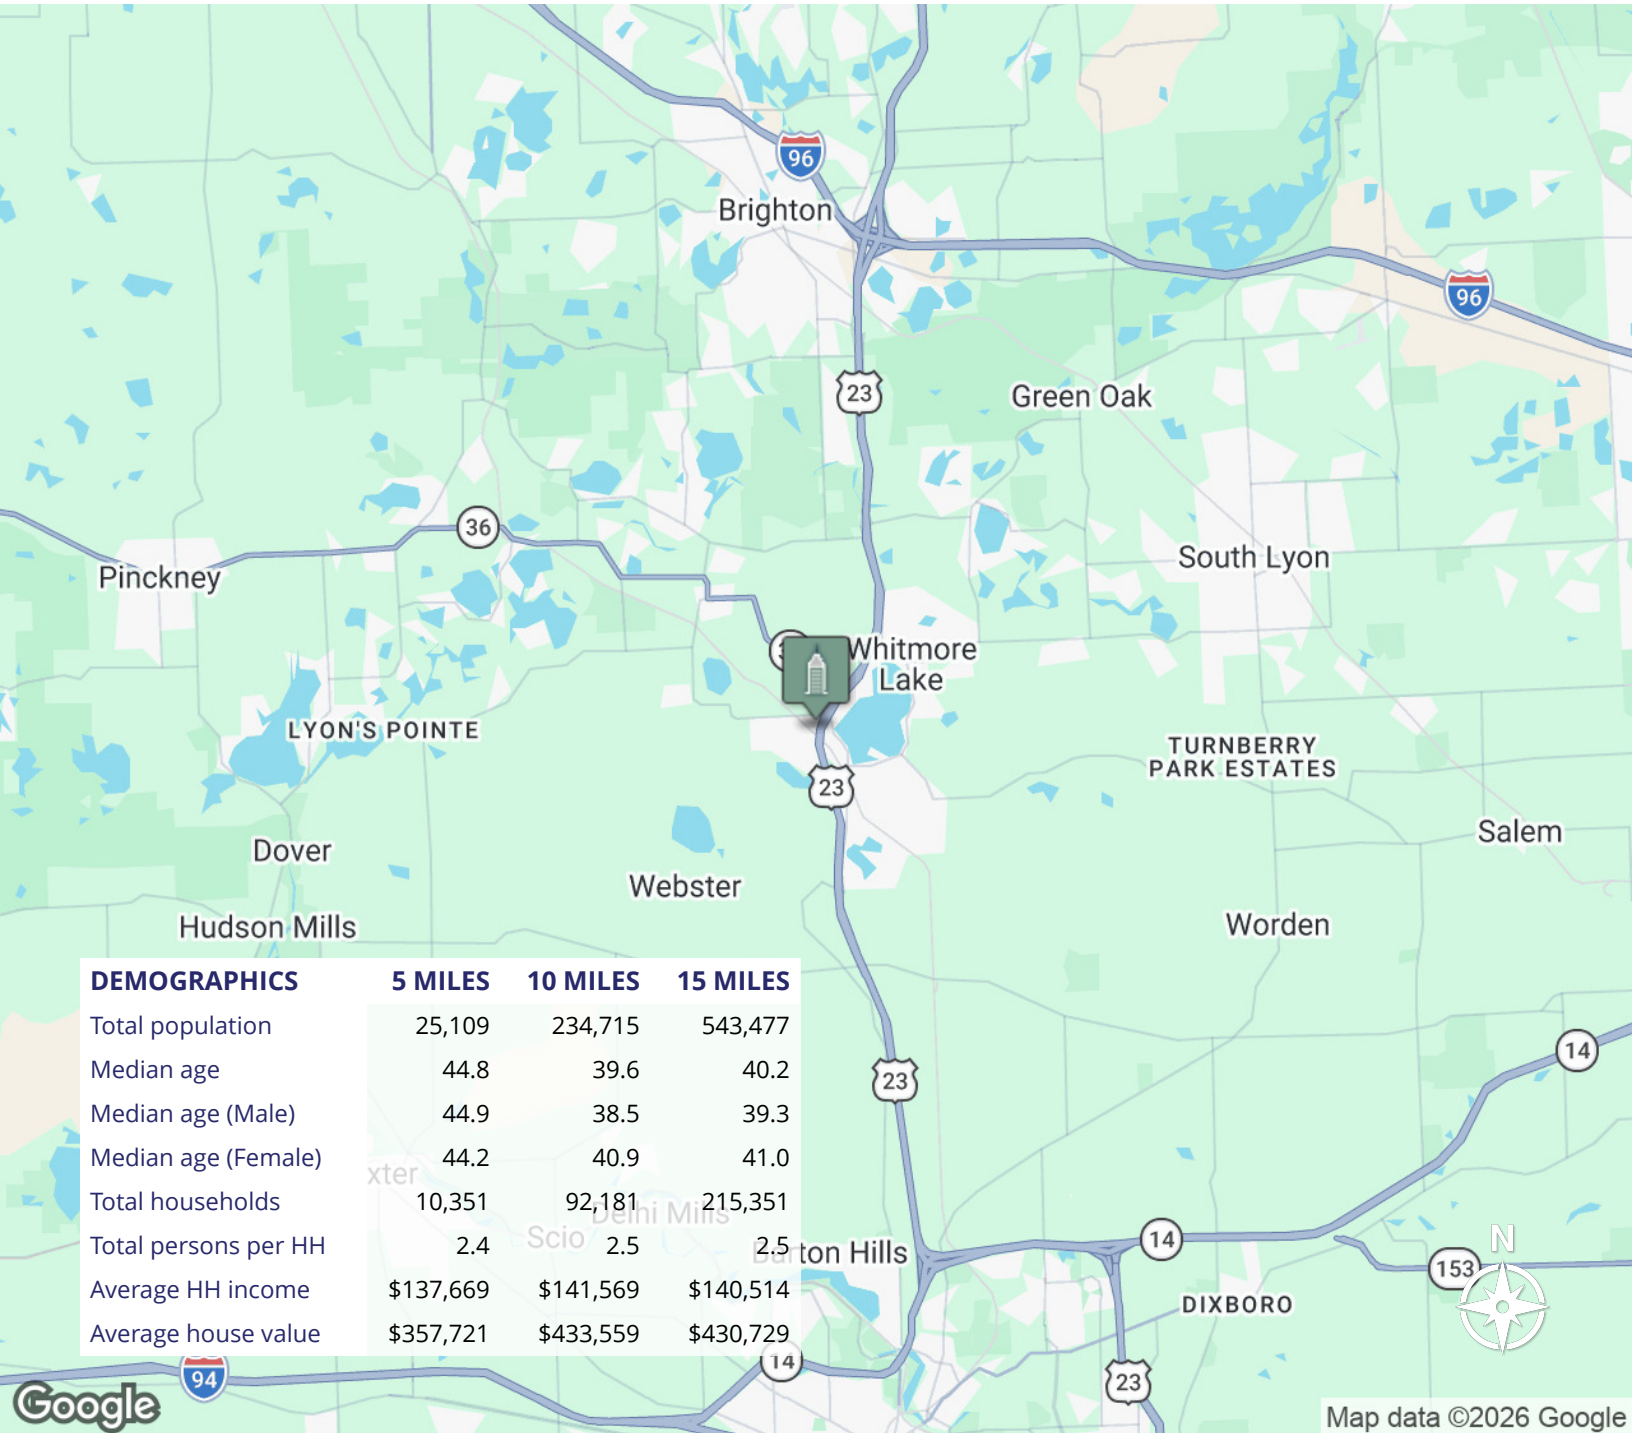 96
Brighton
96
23
Green Oak
36
South Lyon
Pinckney
Whitmore
Lake
LYON'S POINTE
TURNBERRY
PARK ESTATES
23
Salem
Dover
Webster
Worden
Hudson Mills
DEMOGRAPHICS 5 MILES 10 MILES 15 MILES
Total population 25,109 234,715 543,477
Median age 44.8 39.6 40.2
14
Median age (Male) 44.9 38.5 39.3
23
Median age (Female) 44.2 40.9 41.0
xter
Total households 10,351 92,181 215,351
Delhi Mills
Scio
Total persons per HH 2.4 2.5 2.5
Barton Hills
14
N
153
Average HH income $137,669 $141,569 $140,514
DIXBORO
Average house value $357,721 $433,559 $430,729
14
94
23
Google
Map data ©2026 Google